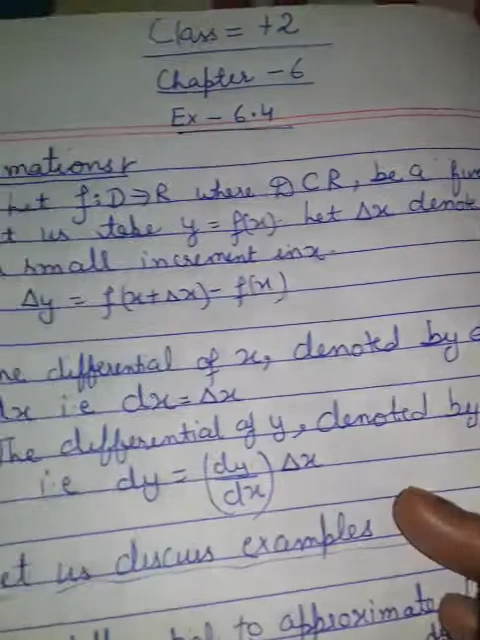 Class = +2
Chapter - 6
Ex - 6.4
mations
Let f: D → R where D ⊂ R, be a
us take y = f(x). Let Δx denote
small increment in x.
Δy = f(x+Δx) - f(x)
differential of x, denoted by
dx i.e dx = Δx
The differential of y, denoted by
i.e dy = (dy/dx) Δx
et us discuss examples
to approximate